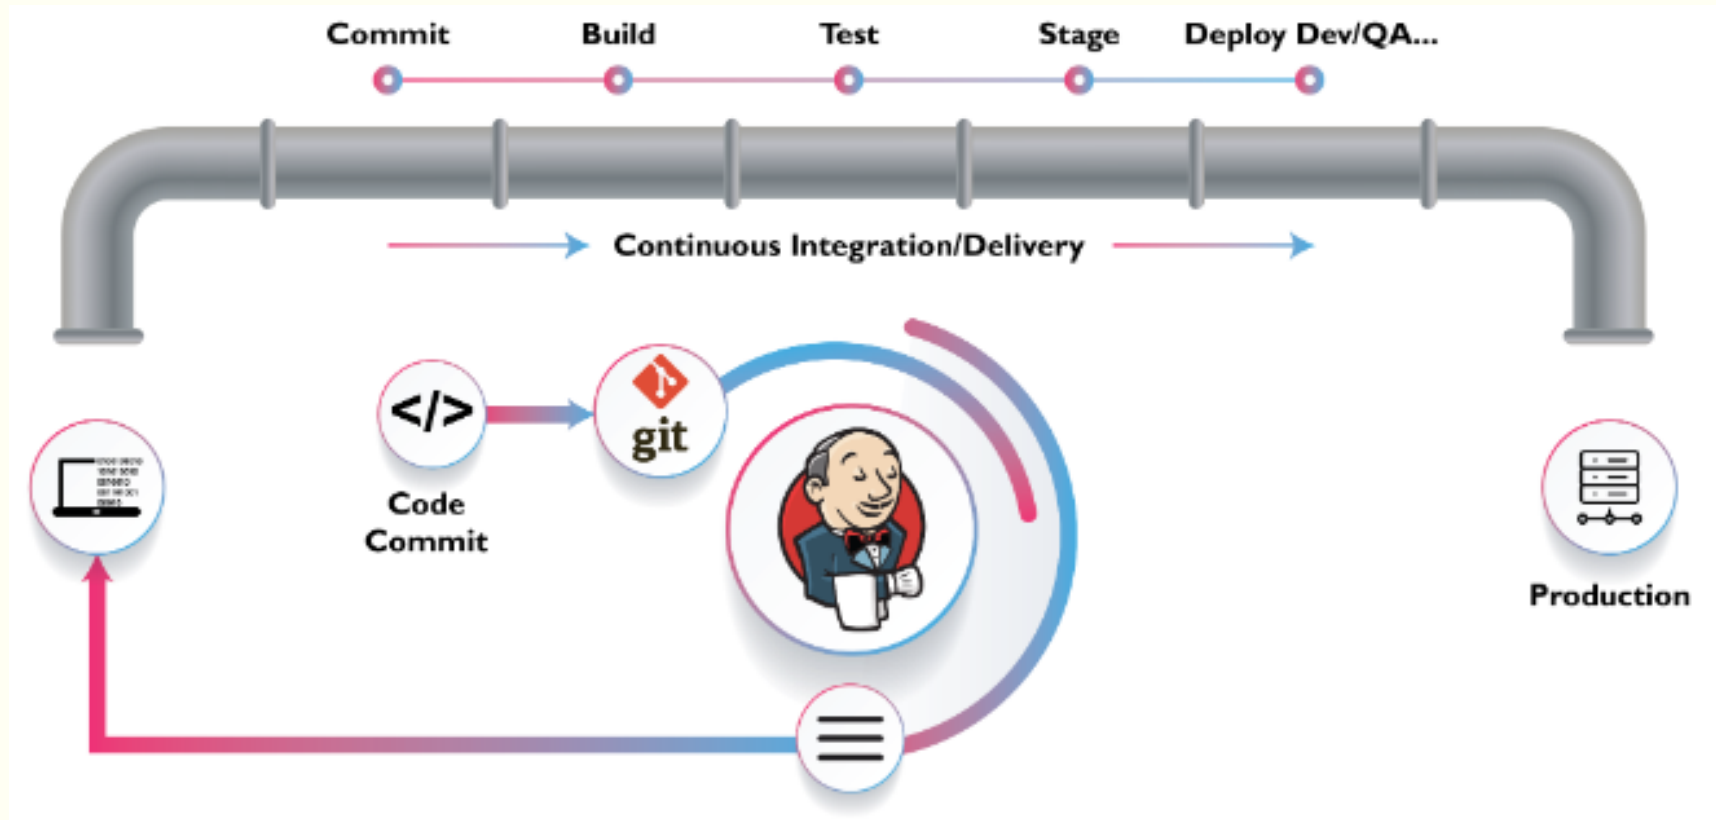 Commit
Build
Test
Stage
Deploy Dev/QA...
Continuous Integration/Delivery
</>
git
Code
Commit
Production